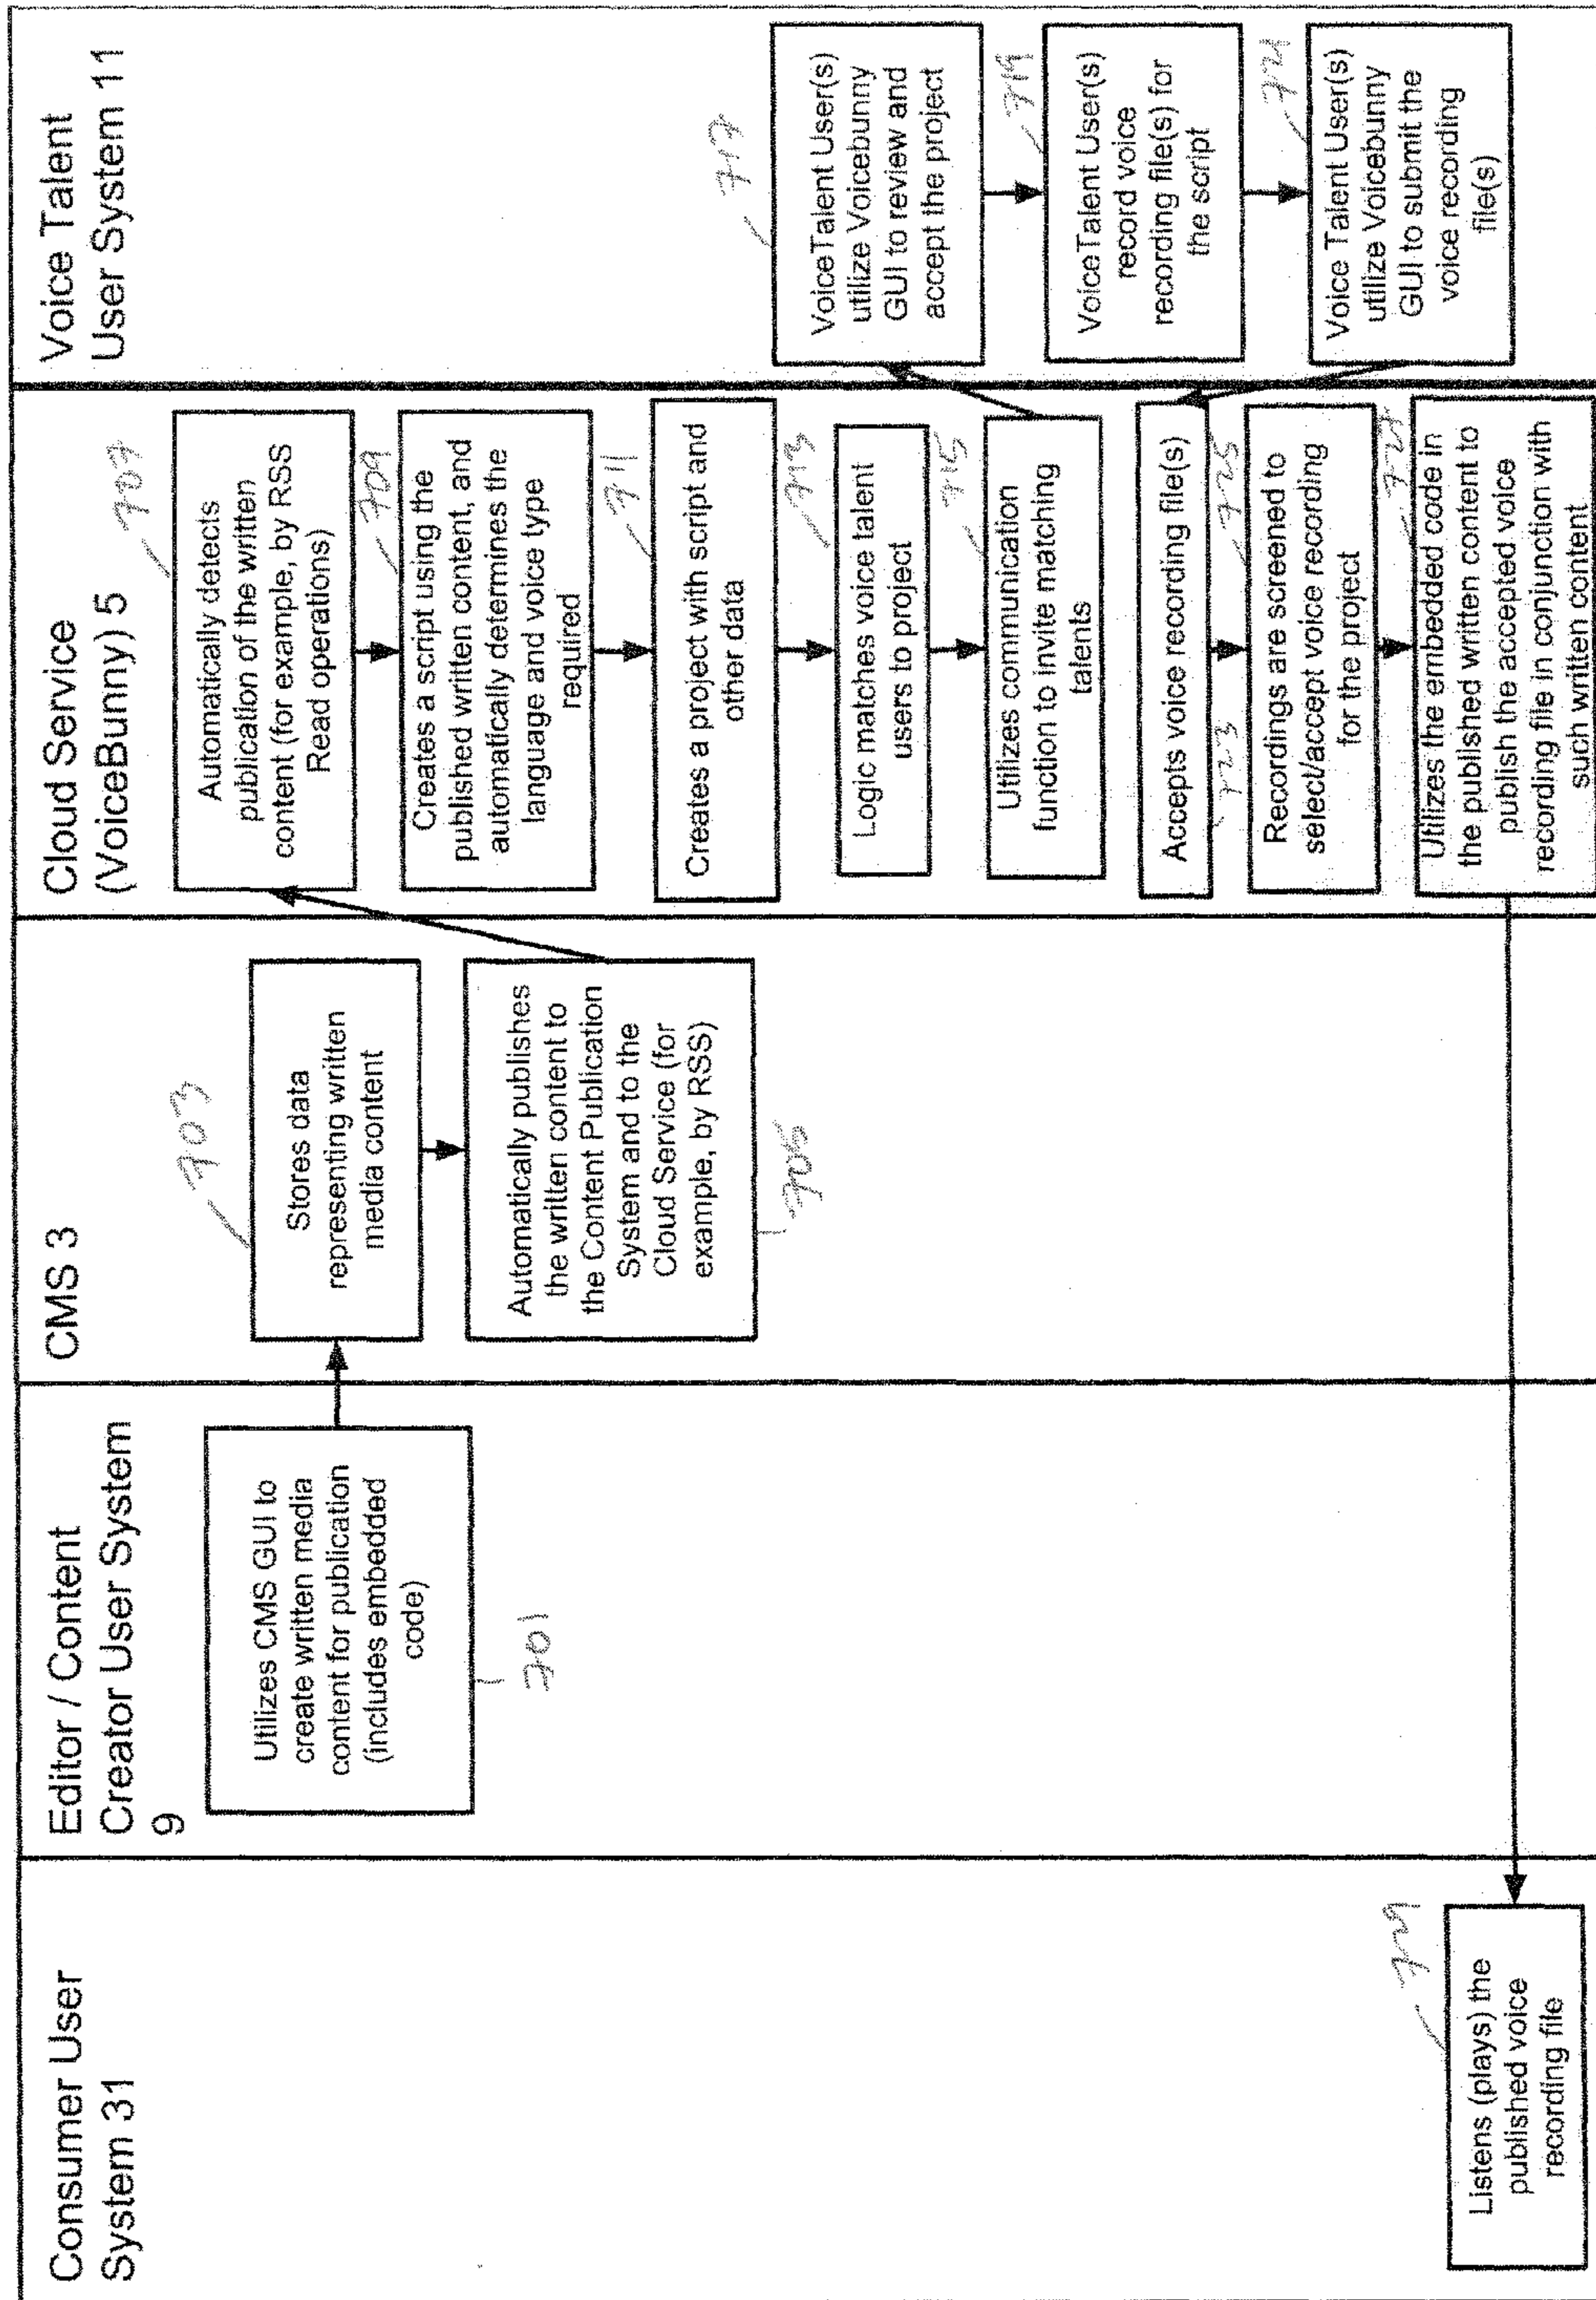 Consumer User
System 31
Listens (plays) the
published voice
recording file
729
Editor / Content
Creator User System
9
Utilizes CMS GUI to
create written media
content for publication
(includes embedded
code)
701
CMS 3
703
Stores data
representing written
media content
Automatically publishes
the written content to
the Content Publication
System and to the
Cloud Service (for
example, by RSS)
705
Cloud Service
(VoiceBunny) 5
707
Automatically detects
publication of the written
content (for example, by RSS
Read operations)
709
Creates a script using the
published written content, and
automatically determines the
language and voice type
required
711
Creates a project with script and
other data
713
Logic matches voice talent
users to project
715
Utilizes communication
function to invite matching
talents
Accepts voice recording file(s)
723
725
Recordings are screened to
select/accept voice recording
for the project
727
Utilizes the embedded code in
the published written content to
publish the accepted voice
recording file in conjunction with
such written content
Voice Talent
User System 11
717
VoiceTalent User(s)
utilize Voicebunny
GUI to review and
accept the project
719
VoiceTalent User(s)
record voice
recording file(s) for
the script
721
Voice Talent User(s)
utilize Voicebunny
GUI to submit the
voice recording
file(s)